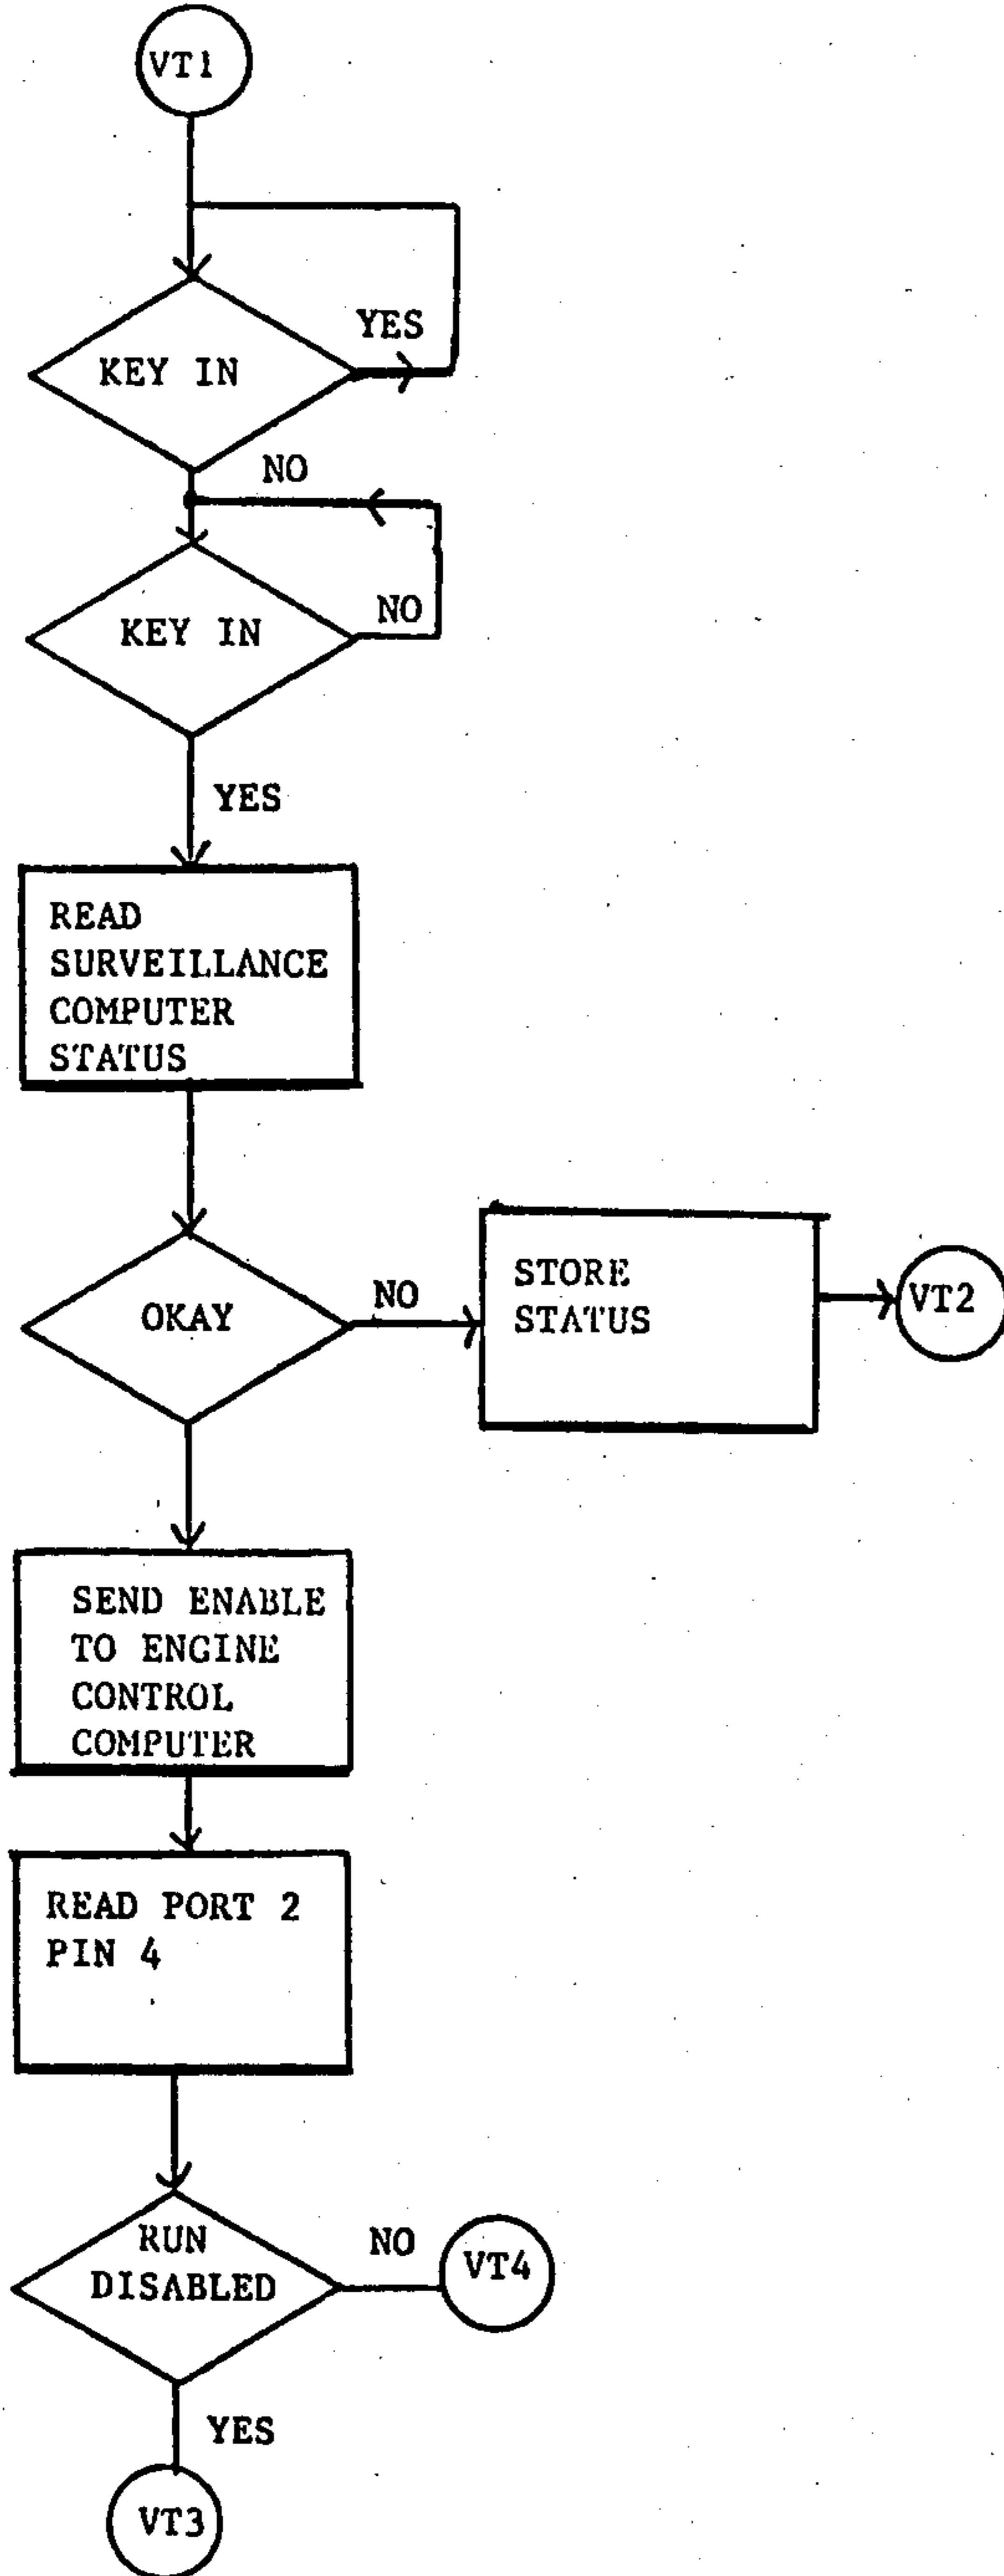 VT1
YES
KEY IN
NO
NO
KEY IN
YES
READ
SURVEILLANCE
COMPUTER
STATUS
STORE
STATUS
NO
OKAY
VT2
SEND ENABLE
TO ENGINE
CONTROL
COMPUTER
READ PORT 2
PIN 4
RUN
DISABLED
NO
VT4
YES
VT3